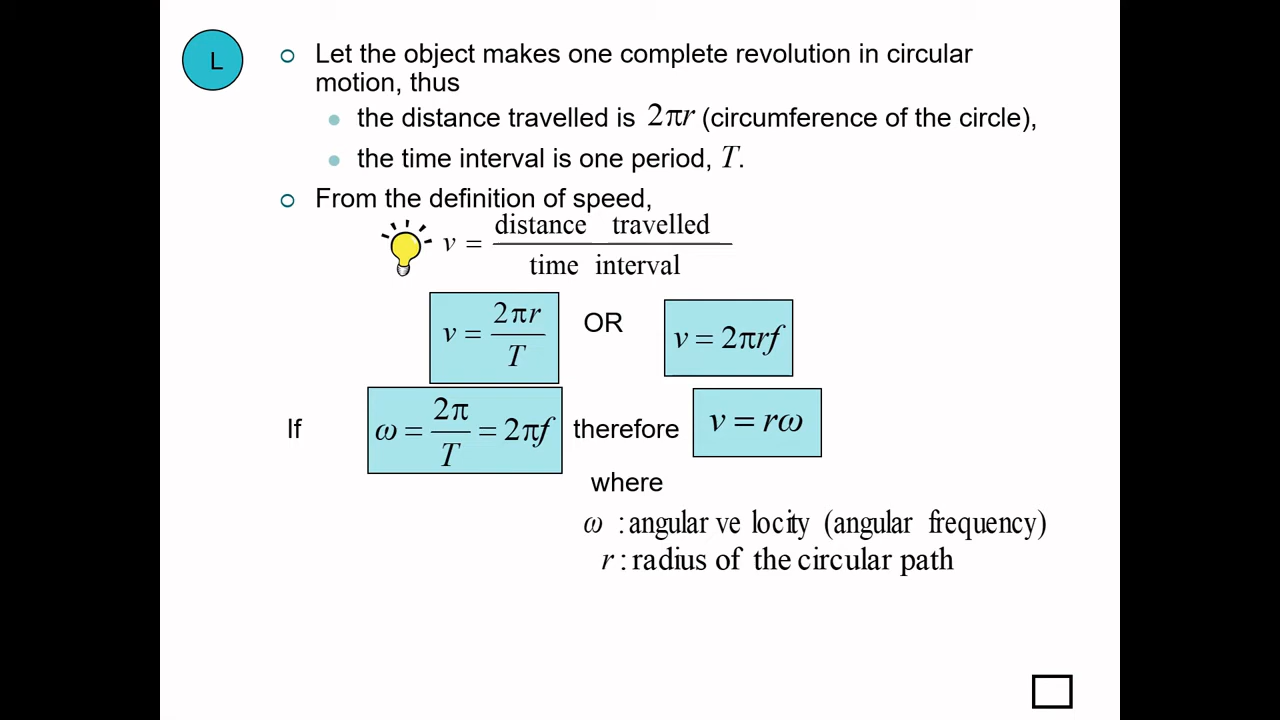 L
Let the object makes one complete revolution in circular
motion, thus
the distance travelled is 2πr (circumference of the circle),
the time interval is one period, T.
From the definition of speed,
v = distance travelled / time interval
v = 2πr / T OR v = 2πrf
If ω = 2π / T = 2πf therefore v = rω
where
ω : angular ve locity (angular frequency)
r : radius of the circular path